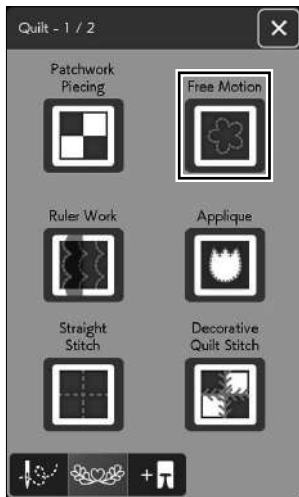 Quilt - 1 / 2
Patchwork
Piecing
Free Motion
Ruler Work
Applique
Straight
Stitch
Decorative
Quilt Stitch